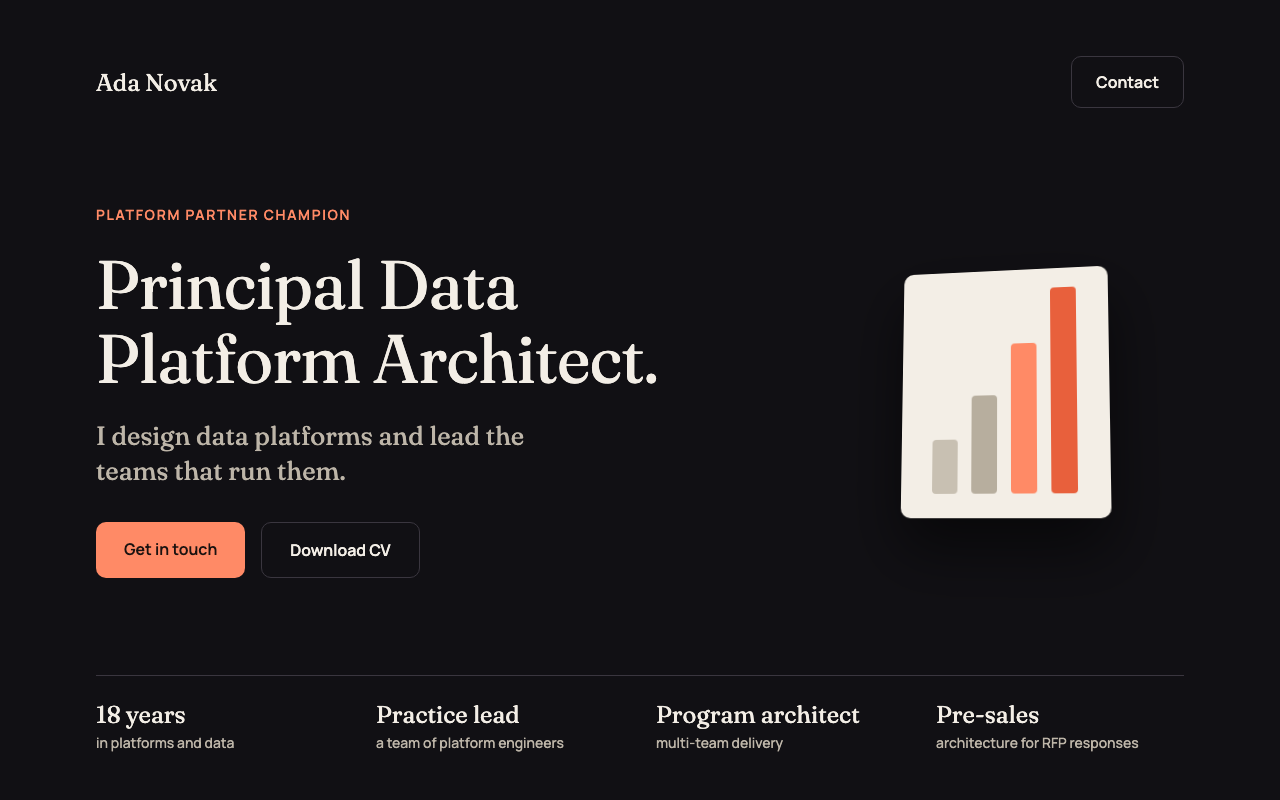 Ada Novak
Contact
PLATFORM PARTNER CHAMPION
Principal Data
Platform Architect.
I design data platforms and lead the
teams that run them.
Get in touch
Download CV
18 years
in platforms and data
Practice lead
a team of platform engineers
Program architect
multi-team delivery
Pre-sales
architecture for RFP responses